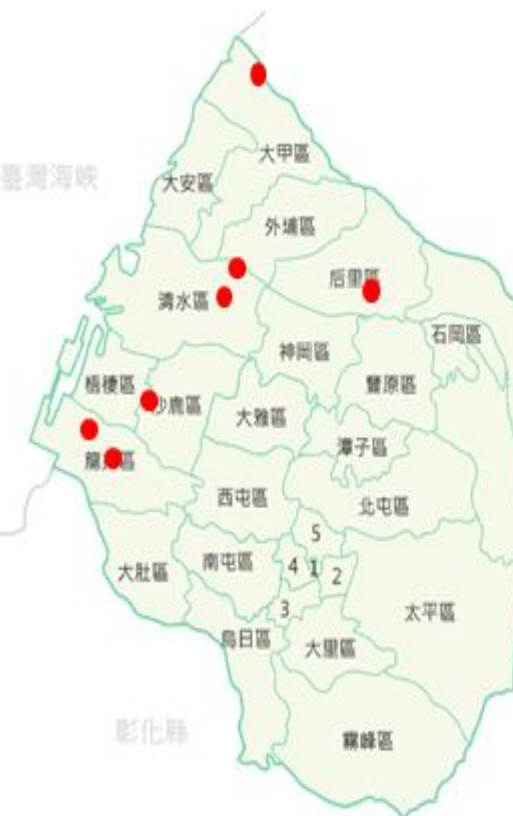 大甲區
臺灣海峽
大安區
外埔區
后里區
清水區
石岡區
神岡區
梧棲區
豐原區
沙鹿區
大雅區
潭子區
龍 區
西屯區
北屯區
5
南屯區
4
1
2
大肚區
3
太平區
烏日區
大里區
彰化縣
霧峰區